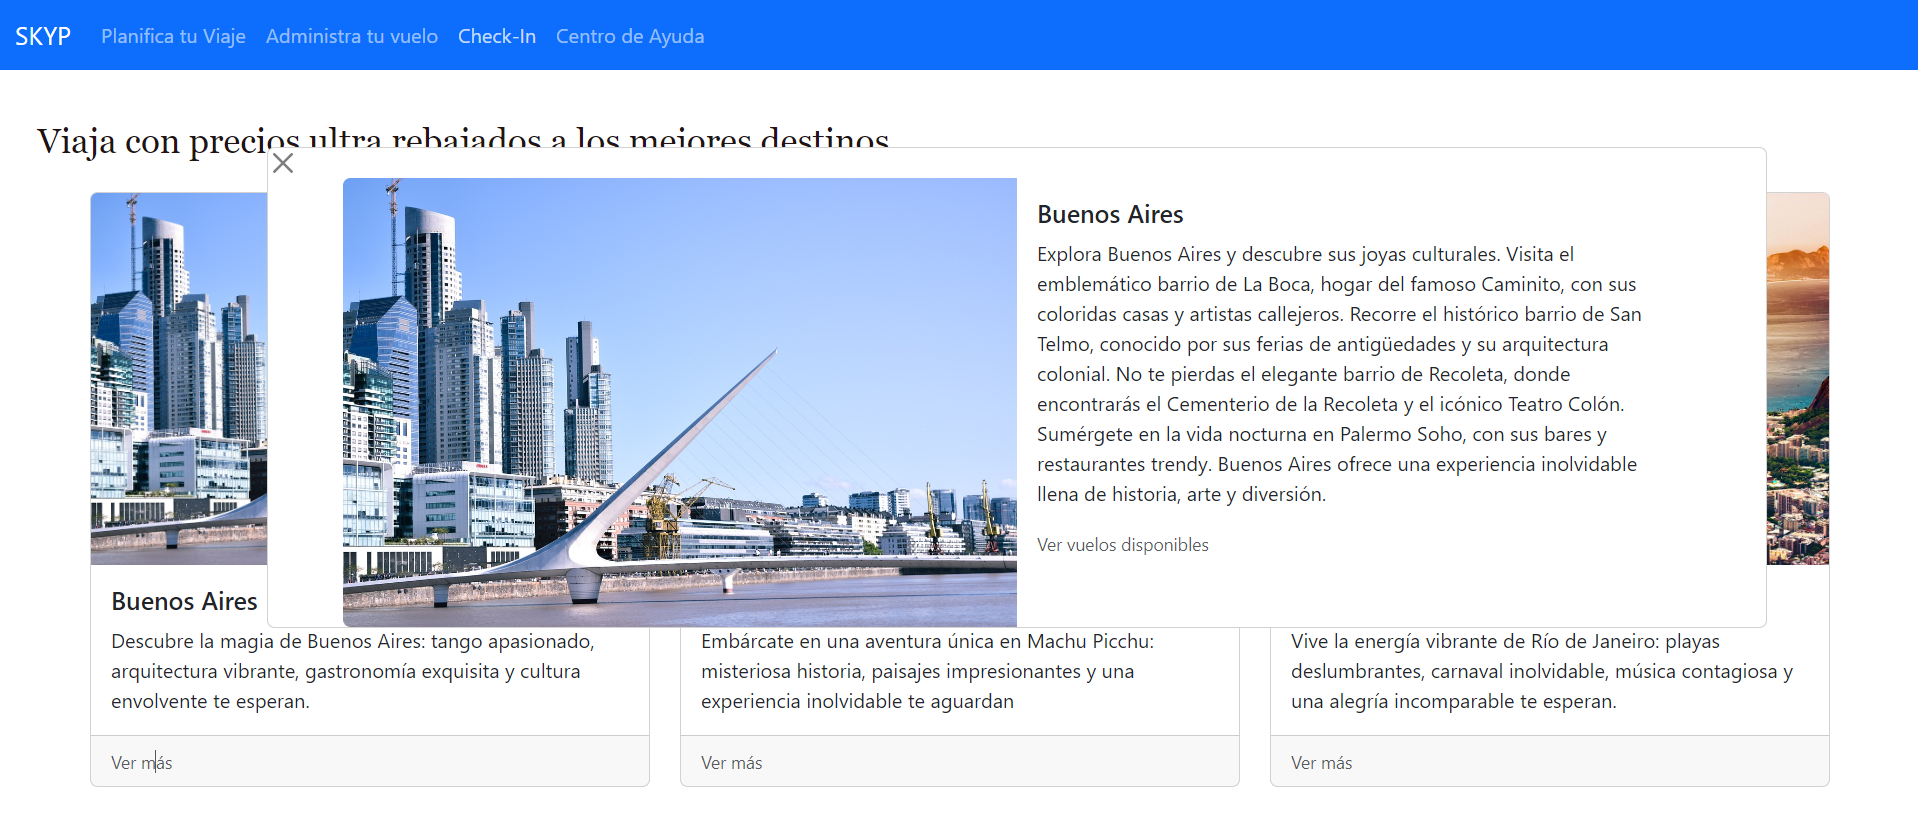 SKYP Planifica tu Viaje Administra tu vuelo Check-In Centro de Ayuda
Viaja con precios ultra rebajados a los mejores destinos
Buenos Aires
Explora Buenos Aires y descubre sus joyas culturales. Visita el
emblemático barrio de La Boca, hogar del famoso Caminito, con sus
coloridas casas y artistas callejeros. Recorre el histórico barrio de San
Telmo, conocido por sus ferias de antigüedades y su arquitectura
colonial. No te pierdas el elegante barrio de Recoleta, donde
encontrarás el Cementerio de la Recoleta y el icónico Teatro Colón.
Sumérgete en la vida nocturna en Palermo Soho, con sus bares y
restaurantes trendy. Buenos Aires ofrece una experiencia inolvidable
llena de historia, arte y diversión.
Ver vuelos disponibles
Buenos Aires
Descubre la magia de Buenos Aires: tango apasionado,
arquitectura vibrante, gastronomía exquisita y cultura
envolvente te esperan.
Ver más
Embárcate en una aventura única en Machu Picchu:
misteriosa historia, paisajes impresionantes y una
experiencia inolvidable te aguardan
Ver más
Vive la energía vibrante de Río de Janeiro: playas
deslumbrantes, carnaval inolvidable, música contagiosa y
una alegría incomparable te esperan.
Ver más